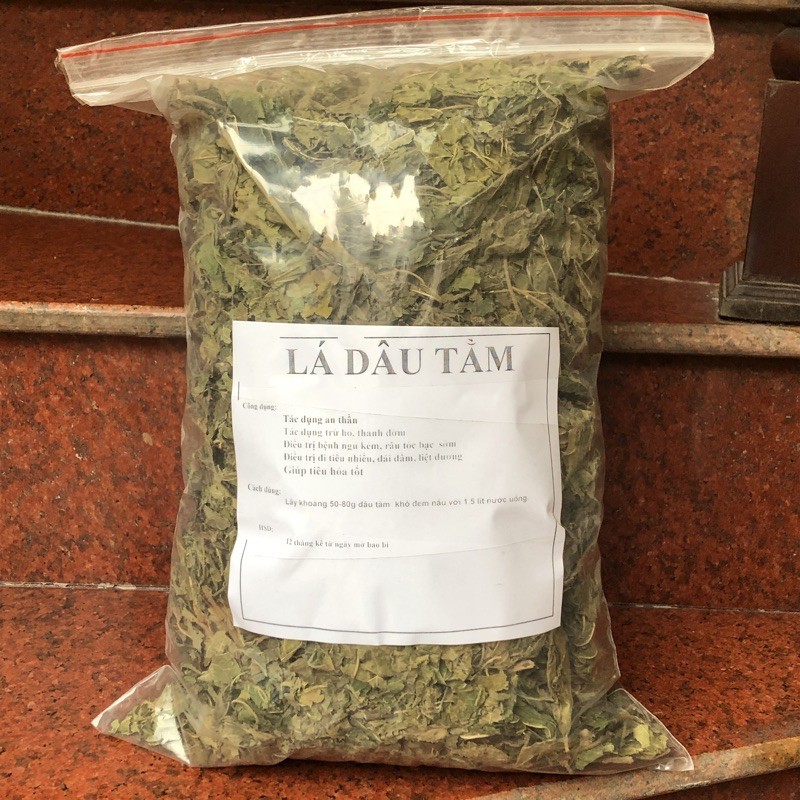 LÁ DÂU TẰM
Công dụng:
Tác dụng an thần
Tác dụng trừ ho, thanh đờm
Điều trị bệnh ngủ kém, râu tóc bạc sớm
Điều trị đi tiểu nhiều, đái dầm, liệt dương
Giúp tiêu hóa tốt
Cách dùng:
Lấy khoảng 50-80g dâu tằm khô đem nấu với 1.5 lít nước uống
HSD:
12 tháng kể từ ngày mở bao bì